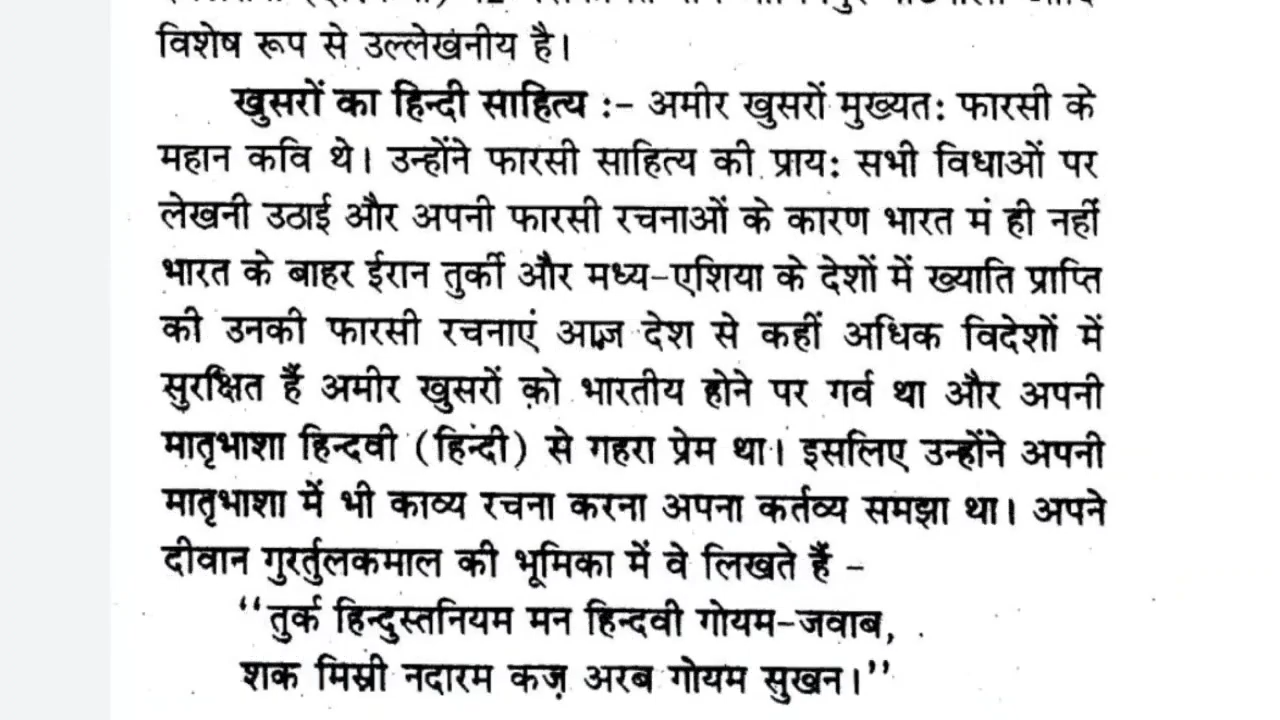 विशेष रूप से उल्लेखनीय है।
खुसरों का हिन्दी साहित्य :- अमीर खुसरों मुख्यत: फारसी के
महान कवि थे। उन्होंने फारसी साहित्य की प्राय: सभी विधाओं पर
लेखनी उठाई और अपनी फारसी रचनाओं के कारण भारत मं ही नहीं
भारत के बाहर ईरान तुर्की और मध्य-एशिया के देशों में ख्याति प्राप्ति
की उनकी फारसी रचनाएं आज़ देश से कहीं अधिक विदेशों में
सुरक्षित हैं अमीर खुसरों क़ो भारतीय होने पर गर्व था और अपनी
मातृभाशा हिन्दवी (हिन्दी) से गहरा प्रेम था। इसलिए उन्होंने अपनी
मातृभाशा में भी काव्य रचना करना अपना कर्तव्य समझा था। अपने
दीवान गुरर्तुलकमाल की भूमिका में वे लिखते हैं -
“तुर्क हिन्दुस्तनियम मन हिन्दवी गोयम-जवाब,
शक मिस्री नदारम कज़ अरब गोयम सुखन।”